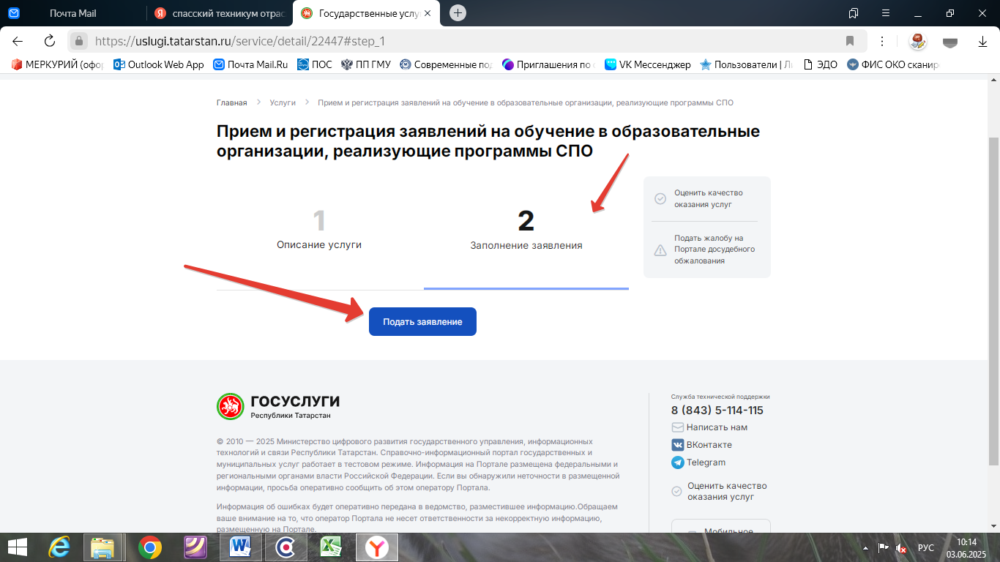 Почта Mail
спасский техникум отрас
Государственные услу
https://uslugi.tatarstan.ru/service/detail/22447#step_1
МЕРКУРИЙ (офор
Outlook Web App
Почта Mail.Ru
ПОС
ПП ГМУ
Современные под
Приглашения по
VK Мессенджер
Пользователи | Ли
ЭДО
ФИС ОКО сканир
Главная
Услуги
Прием и регистрация заявлений на обучение в образовательные организации, реализующие программы СПО
Прием и регистрация заявлений на обучение в образовательные
организации, реализующие программы СПО
1
Описание услуги
2
Заполнение заявления
Оценить качество
оказания услуг
Подать жалобу на
Портале досудебного
обжалования
Подать заявление
ГОСУСЛУГИ
Республики Татарстан
© 2010 — 2025 Министерство цифрового развития государственного управления, информационных
технологий и связи Республики Татарстан. Справочно-информационный портал государственных и
муниципальных услуг работает в тестовом режиме. Информация на Портале размещена федеральными и
региональными органами власти Российской Федерации. Если вы обнаружили неточности в размещенной
информации, просьба оперативно сообщить об этом оператору Портала.
Информация об ошибках будет оперативно передана в ведомство, разместившее информацию.Обращаем
ваше внимание на то, что оператор Портала не несет ответственности за некорректную информацию,
размещенную на Портале.
Служба технической поддержки
8 (843) 5-114-115
Написать нам
ВКонтакте
Telegram
Оценить качество
оказания услуг
Мобильное
РУС
10:14
03.06.2025